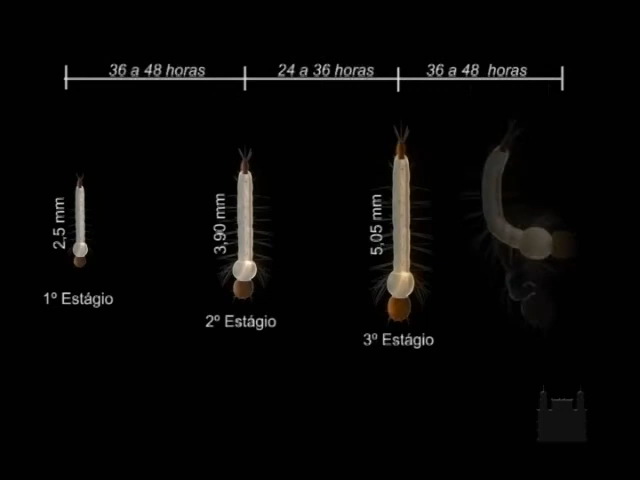 36 a 48 horas
24 a 36 horas
36 a 48 horas
2,5 mm
3,90 mm
5,05 mm
1º Estágio
2º Estágio
3º Estágio